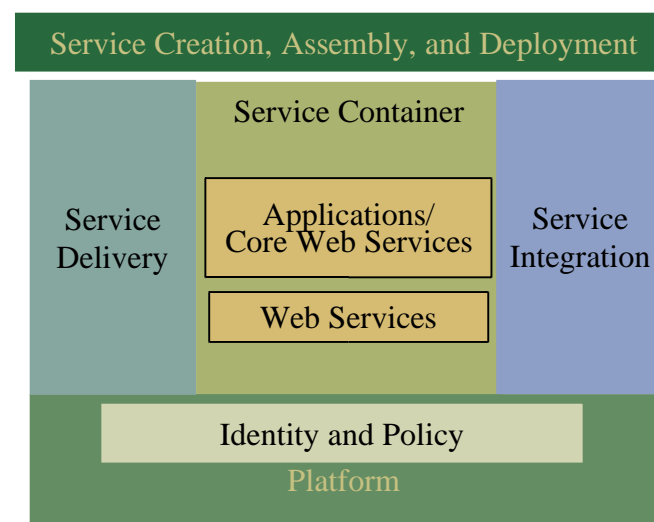 Service Creation, Assembly, and Deployment
Service Container
Service
Delivery
Applications/
Core Web Services
Service
Integration
Web Services
Identity and Policy
Platform